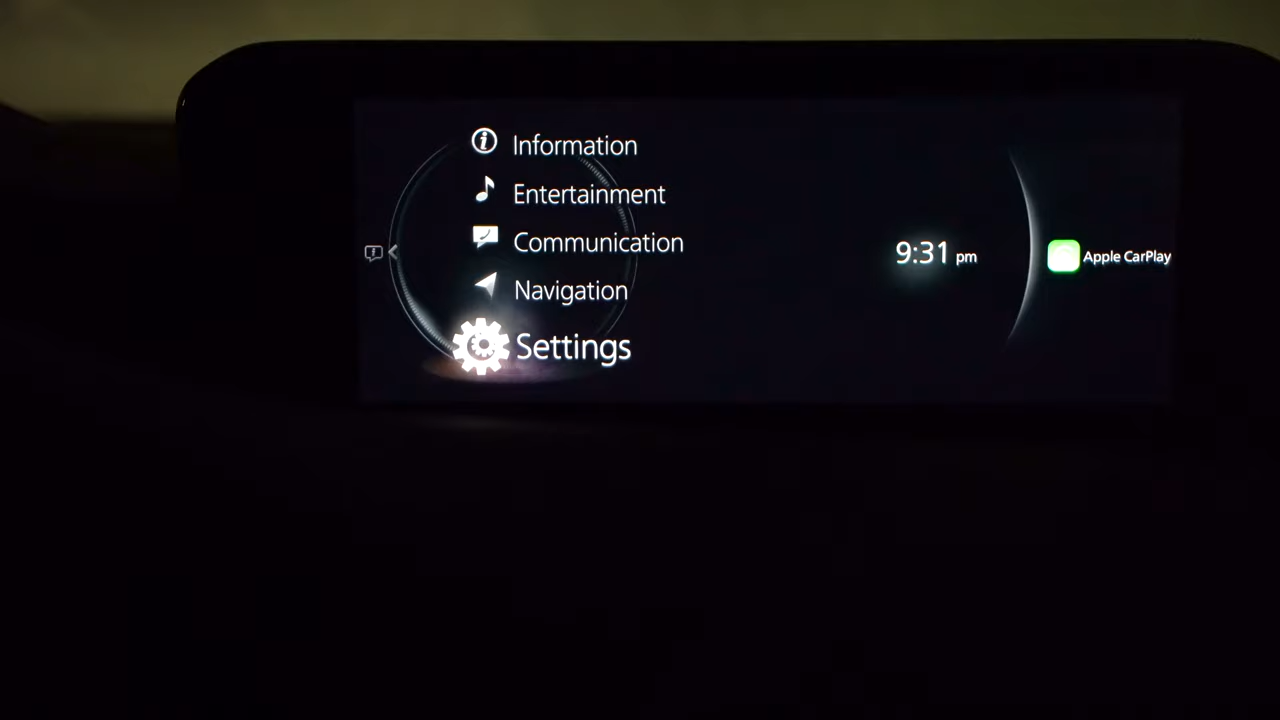 Information
Entertainment
Communication
Navigation
Settings
9:31 pm
Apple CarPlay